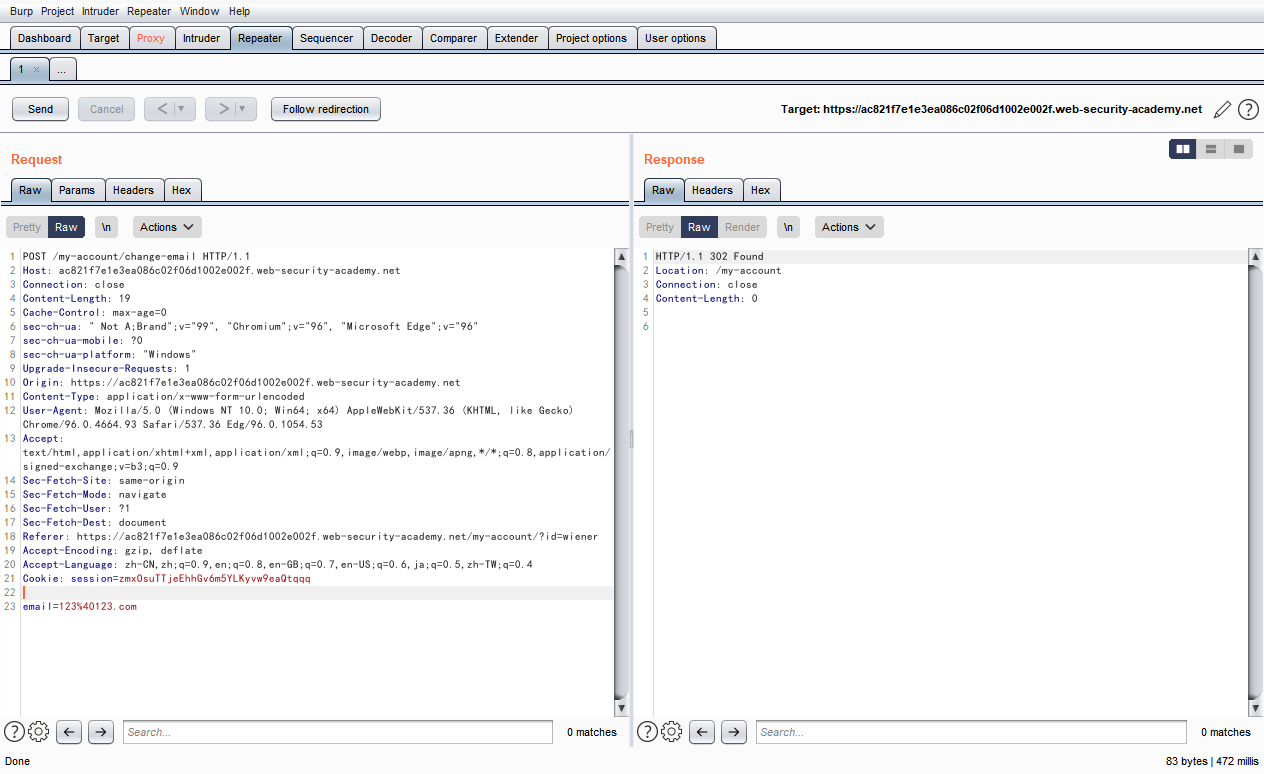 Burp Project Intruder Repeater Window Help
Dashboard Target Proxy Intruder Repeater Sequencer Decoder Comparer Extender Project options User options
1 × ...
Send Cancel < ▼ > ▼ Follow redirection Target: https://ac821f7e1e3ea086c02f06d1002e002f.web-security-academy.net ?
Request
Raw Params Headers Hex
Pretty Raw \n Actions
1 POST /my-account/change-email HTTP/1.1
2 Host: ac821f7e1e3ea086c02f06d1002e002f.web-security-academy.net
3 Connection: close
4 Content-Length: 19
5 Cache-Control: max-age=0
6 sec-ch-ua: " Not A;Brand";v="99", "Chromium";v="96", "Microsoft Edge";v="96"
7 sec-ch-ua-mobile: ?0
8 sec-ch-ua-platform: "Windows"
9 Upgrade-Insecure-Requests: 1
10 Origin: https://ac821f7e1e3ea086c02f06d1002e002f.web-security-academy.net
11 Content-Type: application/x-www-form-urlencoded
12 User-Agent: Mozilla/5.0 (Windows NT 10.0; Win64; x64) AppleWebKit/537.36 (KHTML, like Gecko)
Chrome/96.0.4664.93 Safari/537.36 Edg/96.0.1054.53
13 Accept:
text/html,application/xhtml+xml,application/xml;q=0.9,image/webp,image/apng,*/*;q=0.8,application/
signed-exchange;v=b3;q=0.9
14 Sec-Fetch-Site: same-origin
15 Sec-Fetch-Mode: navigate
16 Sec-Fetch-User: ?1
17 Sec-Fetch-Dest: document
18 Referer: https://ac821f7e1e3ea086c02f06d1002e002f.web-security-academy.net/my-account/?id=wiener
19 Accept-Encoding: gzip, deflate
20 Accept-Language: zh-CN,zh;q=0.9,en;q=0.8,en-GB;q=0.7,en-US;q=0.6,ja;q=0.5,zh-TW;q=0.4
21 Cookie: session=zmxOsuTTjeEhhGv6m5YLKyvw9eaQtqqq
22
23 email=123%40123.com
? Search... 0 matches
Response
Raw Headers Hex
Pretty Raw Render \n Actions
1 HTTP/1.1 302 Found
2 Location: /my-account
3 Connection: close
4 Content-Length: 0
5
6
? Search... 0 matches
Done 83 bytes | 472 millis